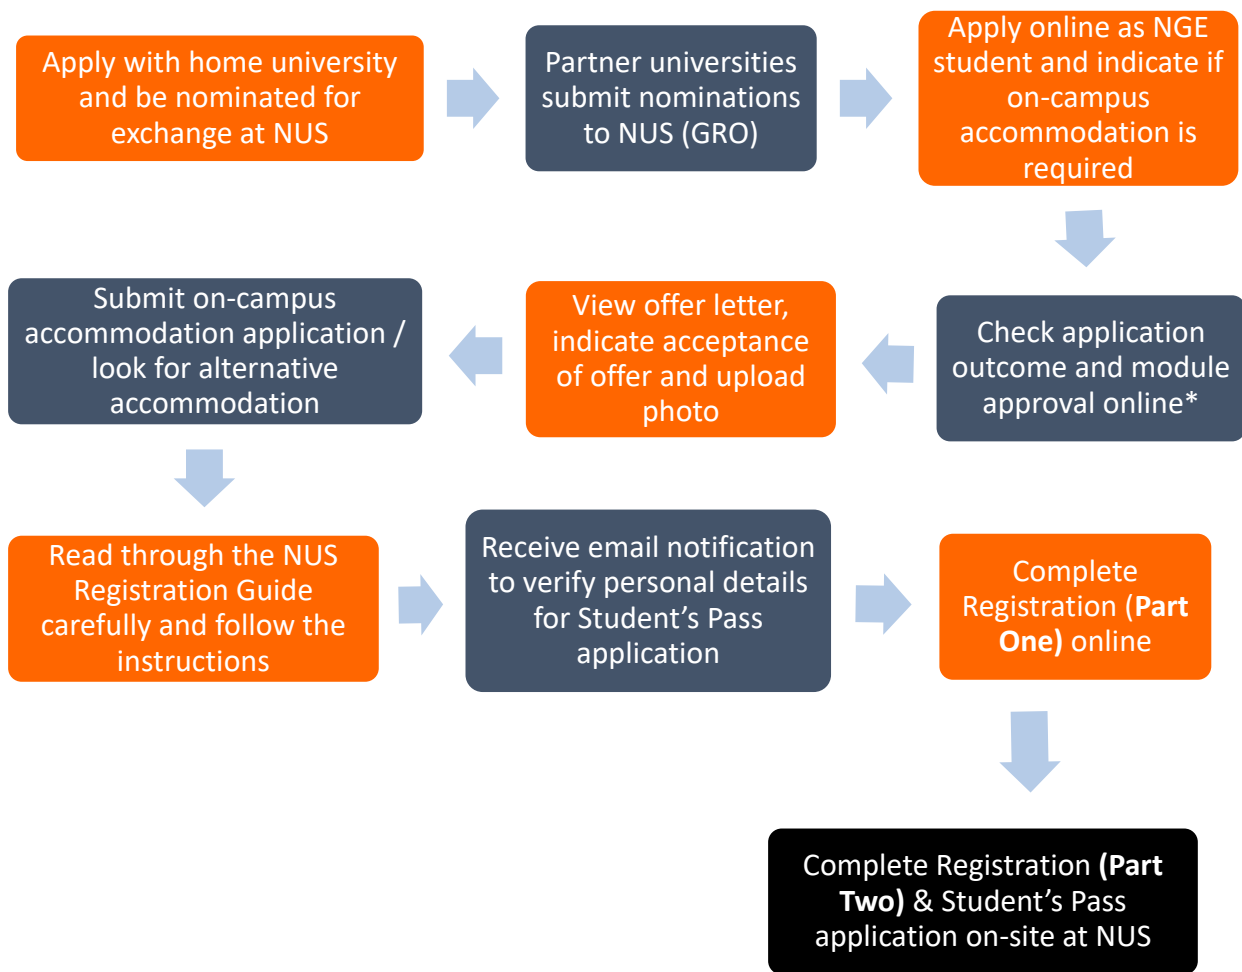 Apply with home university
and be nominated for
exchange at NUS
Partner universities
submit nominations
to NUS (GRO)
Apply online as NGE
student and indicate if
on-campus
accommodation is
required
Check application
outcome and module
approval online*
View offer letter,
indicate acceptance
of offer and upload
photo
Submit on-campus
accommodation application /
look for alternative
accommodation
Read through the NUS
Registration Guide
carefully and follow the
instructions
Receive email notification
to verify personal details
for Student’s Pass
application
Complete
Registration (Part
One) online
Complete Registration (Part
Two) & Student’s Pass
application on-site at NUS